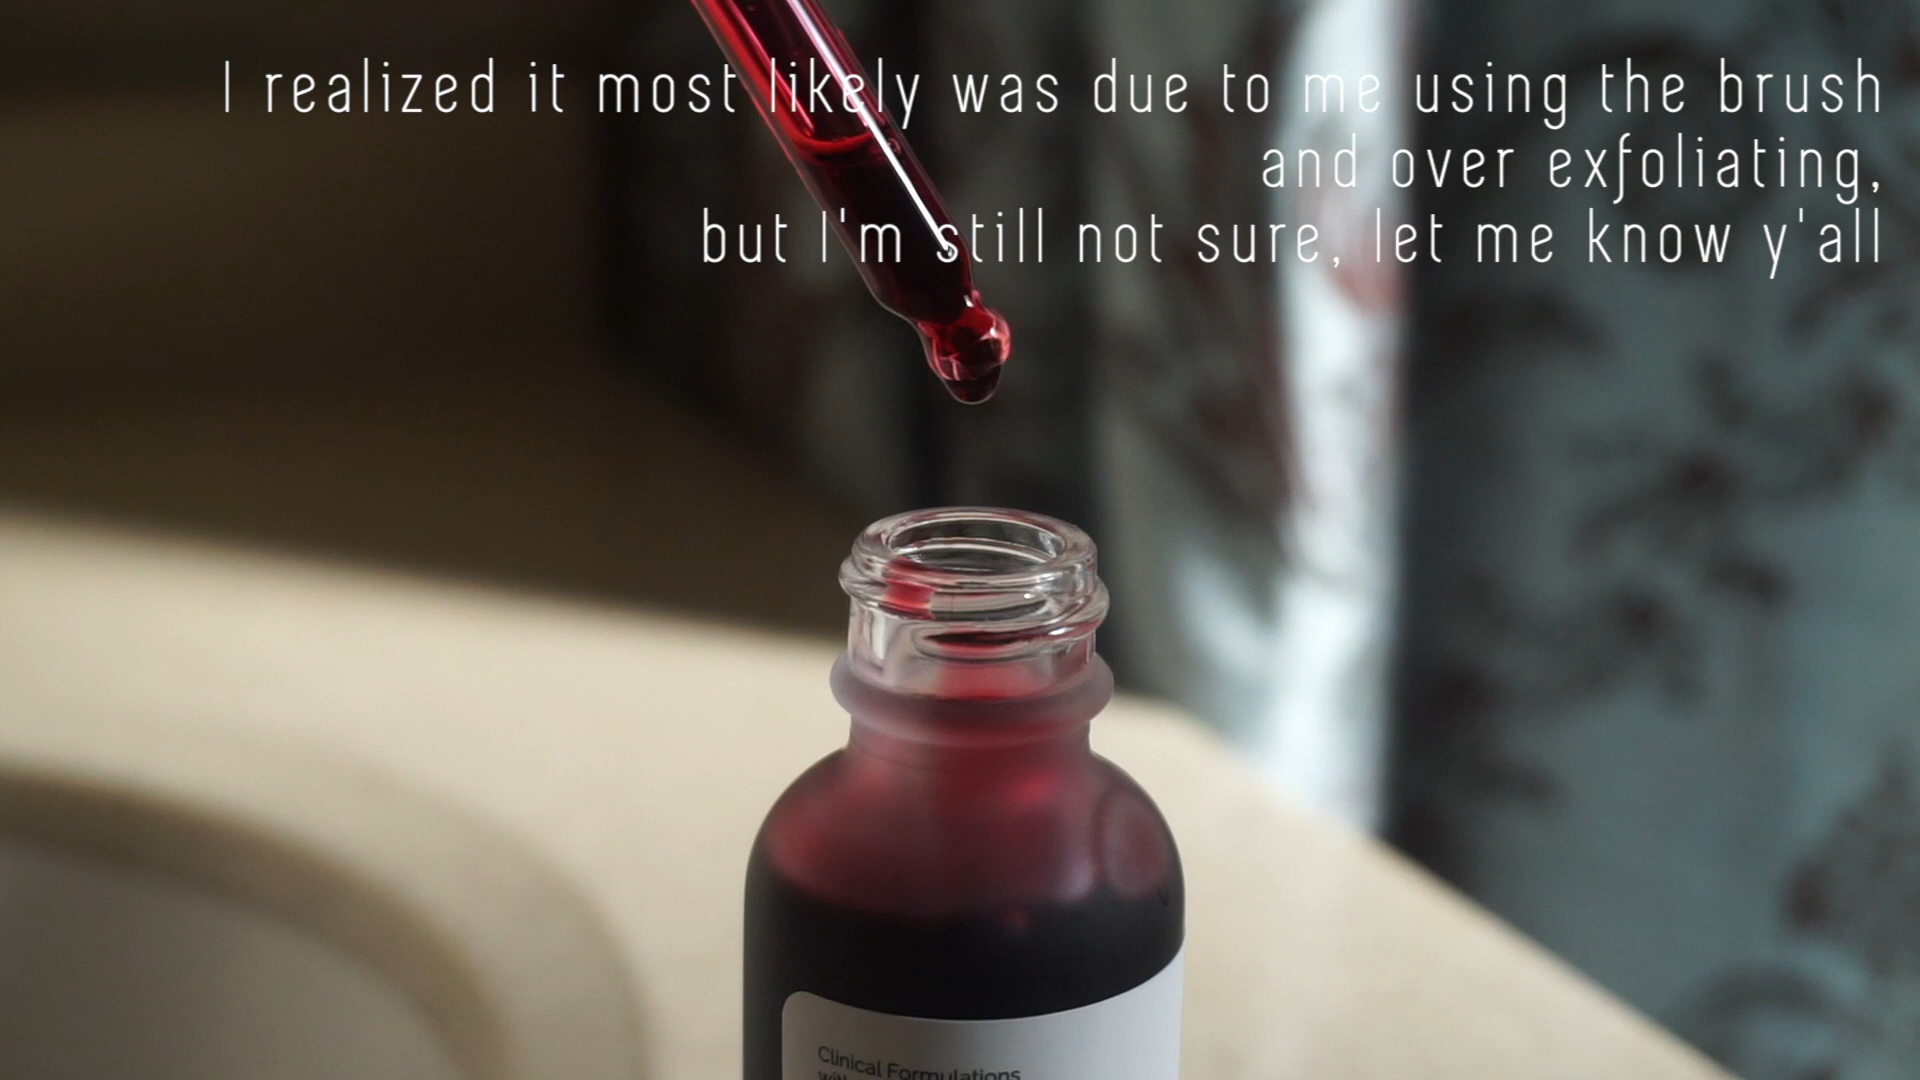 I realized it most likely was due to me using the brush
and over exfoliating,
but I'm still not sure, let me know y'all
Clinical Formulations